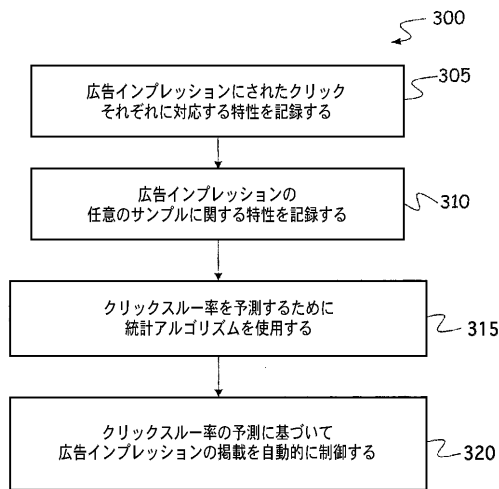 300
広告インプレッションにされたクリック
それぞれに対応する特性を記録する
305
広告インプレッションの
任意のサンプルに関する特性を記録する
310
クリックスルー率を予測するために
統計アルゴリズムを使用する
315
クリックスルー率の予測に基づいて
広告インプレッションの掲載を自動的に制御する
320